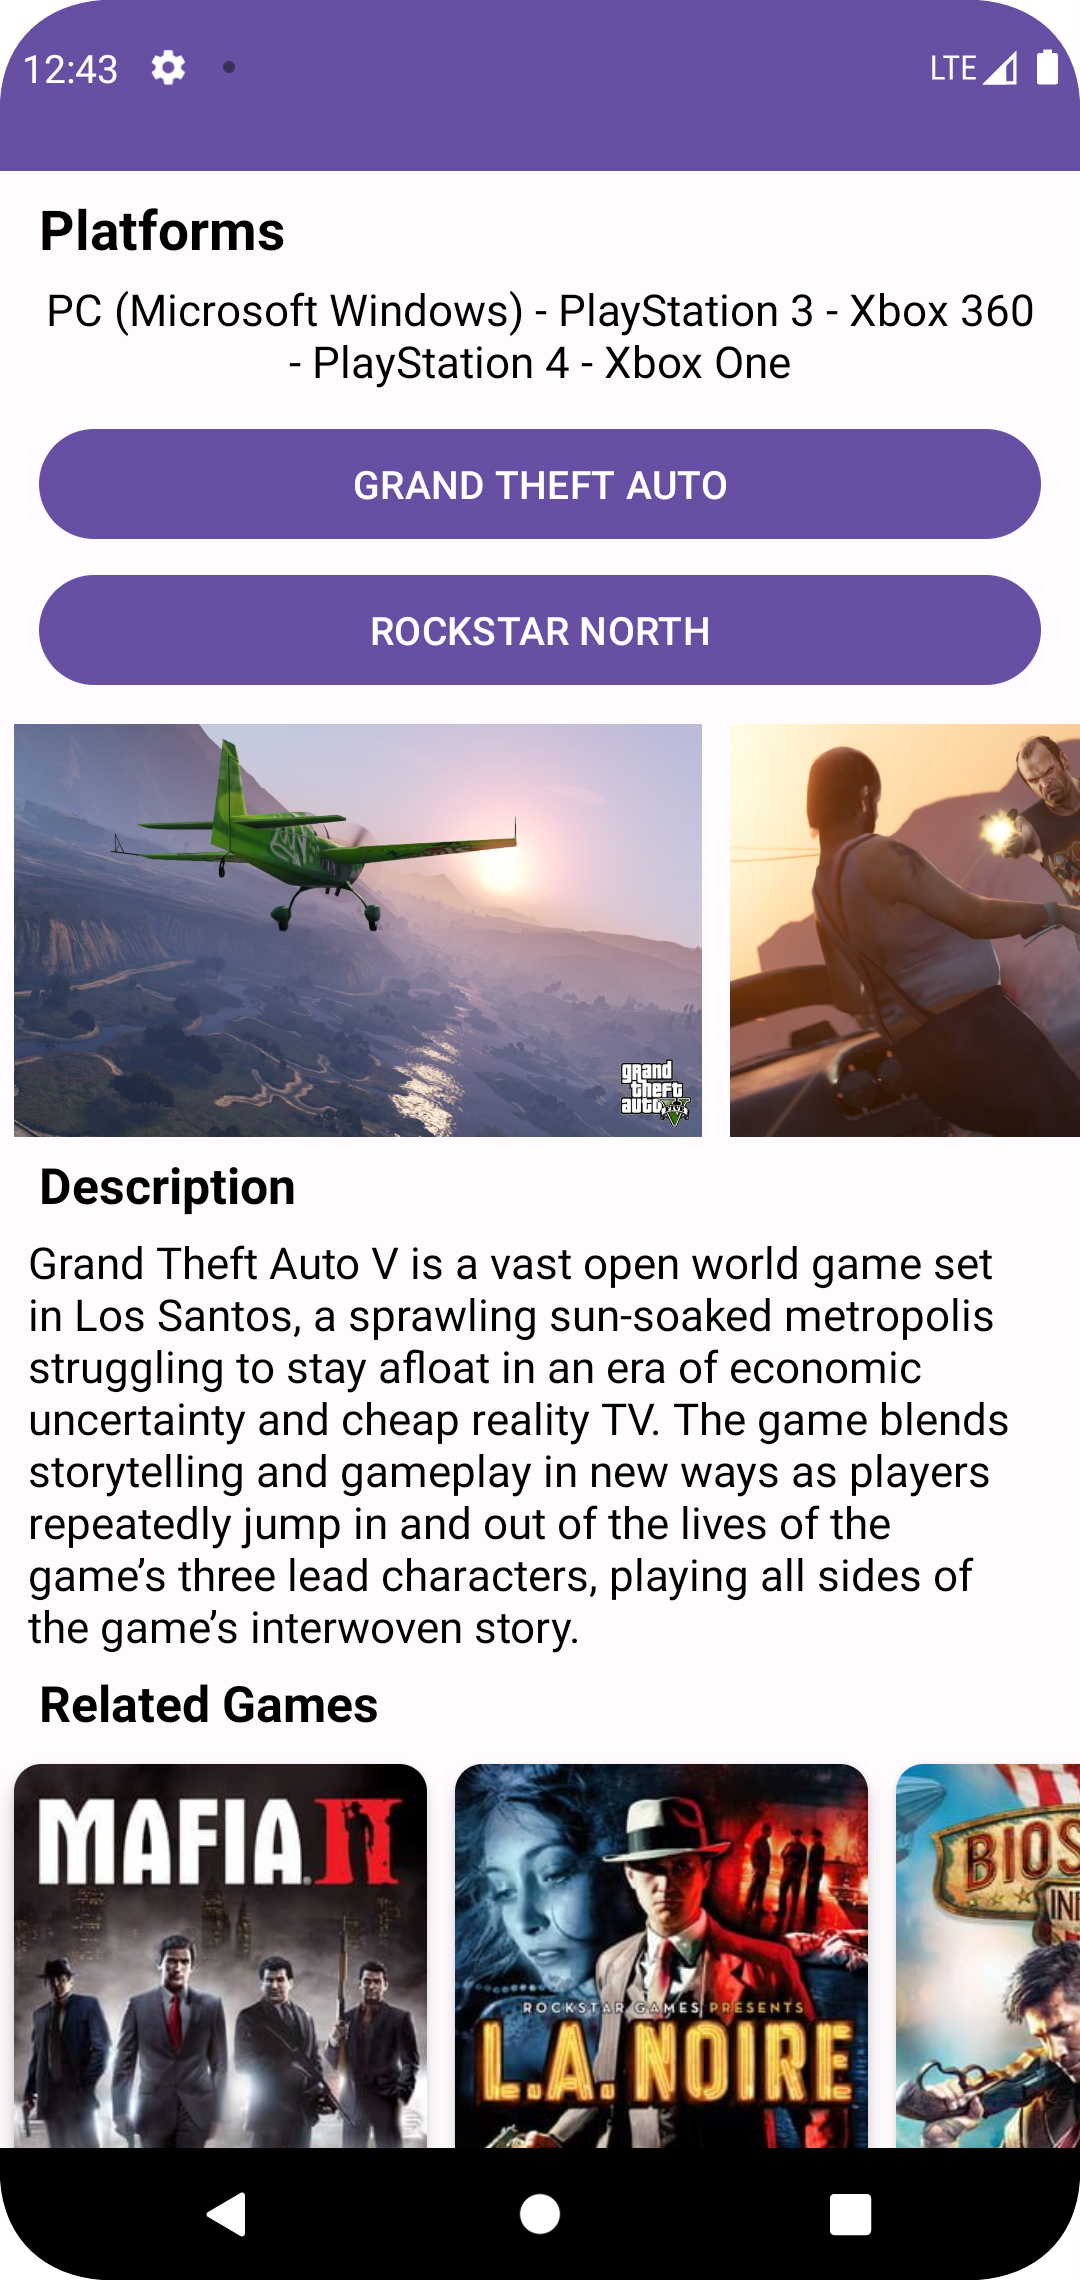 12:43
LTE
Platforms
PC (Microsoft Windows) - PlayStation 3 - Xbox 360
- PlayStation 4 - Xbox One
GRAND THEFT AUTO
ROCKSTAR NORTH
grand
theft
auto
V
FIVE
Description
Grand Theft Auto V is a vast open world game set
in Los Santos, a sprawling sun-soaked metropolis
struggling to stay afloat in an era of economic
uncertainty and cheap reality TV. The game blends
storytelling and gameplay in new ways as players
repeatedly jump in and out of the lives of the
game’s three lead characters, playing all sides of
the game’s interwoven story.
Related Games
MAFIA II
ROCKSTAR GAMES PRESENTS
L.A. NOIRE
BIOS
IN